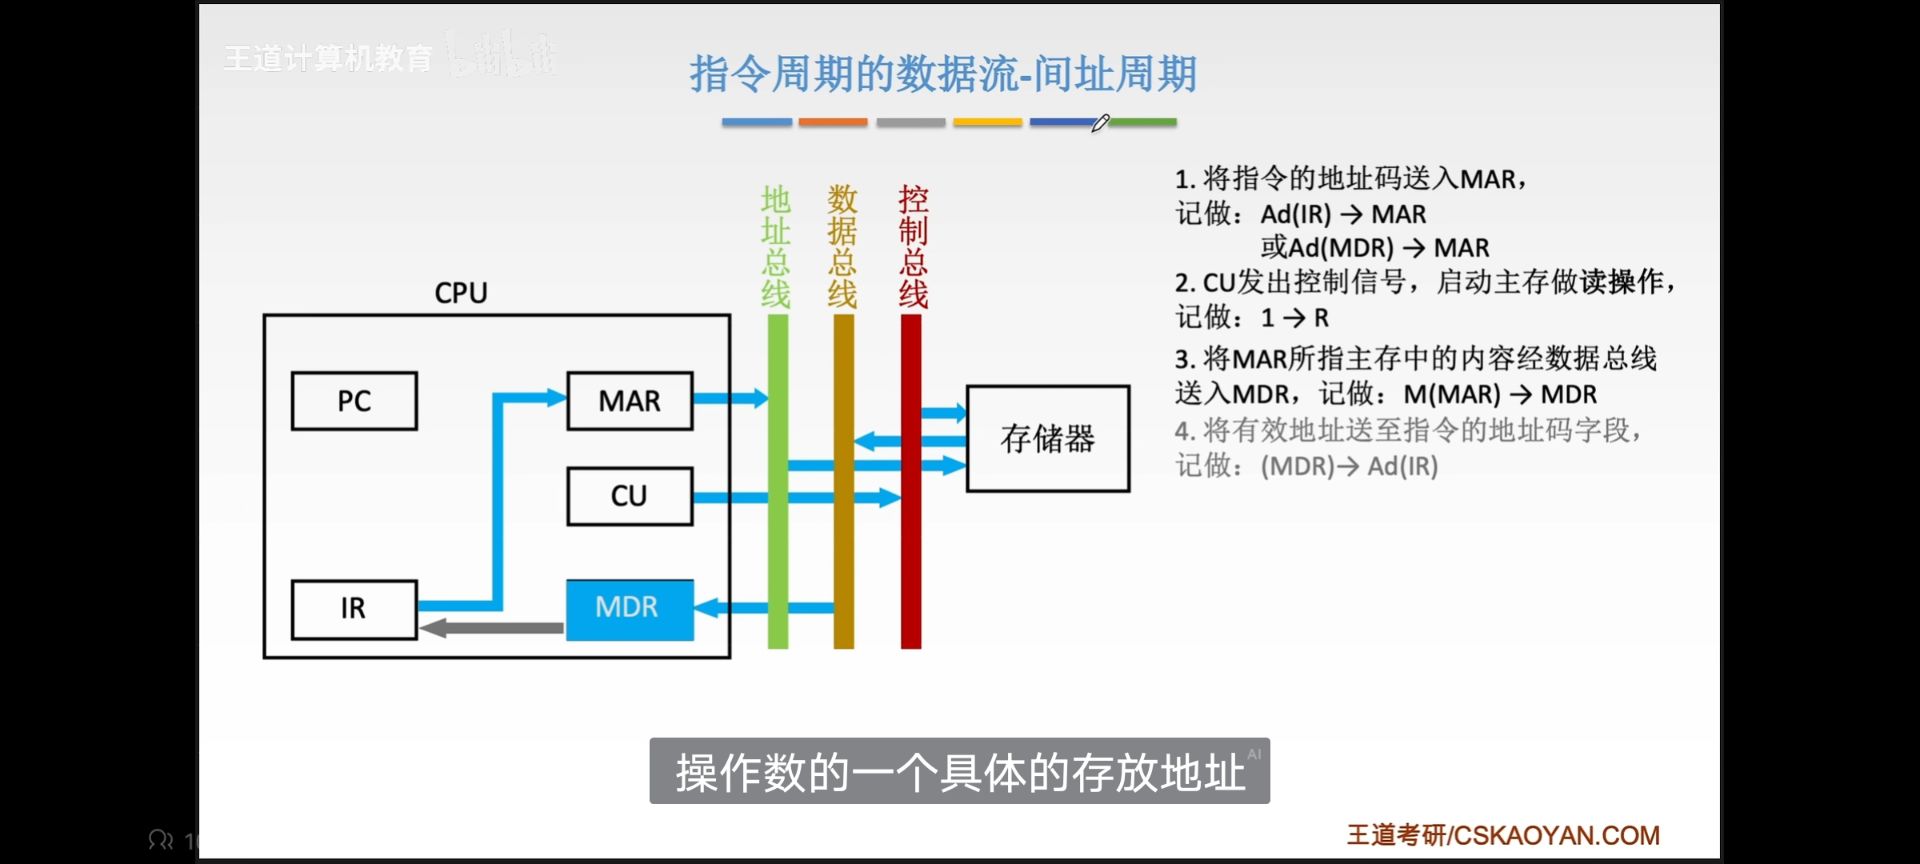 王道计算机教育 bilibili
指令周期的数据流-间址周期
地址总线
数据总线
控制总线
CPU
PC
MAR
CU
IR
MDR
存储器
1. 将指令的地址码送入MAR，
记做：Ad(IR) → MAR
或Ad(MDR) → MAR
2. CU发出控制信号，启动主存做读操作，
记做：1 → R
3. 将MAR所指主存中的内容经数据总线
送入MDR，记做：M(MAR) → MDR
4. 将有效地址送至指令的地址码字段，
记做：(MDR)→ Ad(IR)
操作数的一个具体的存放地址
AI
王道考研/CSKAOYAN.COM